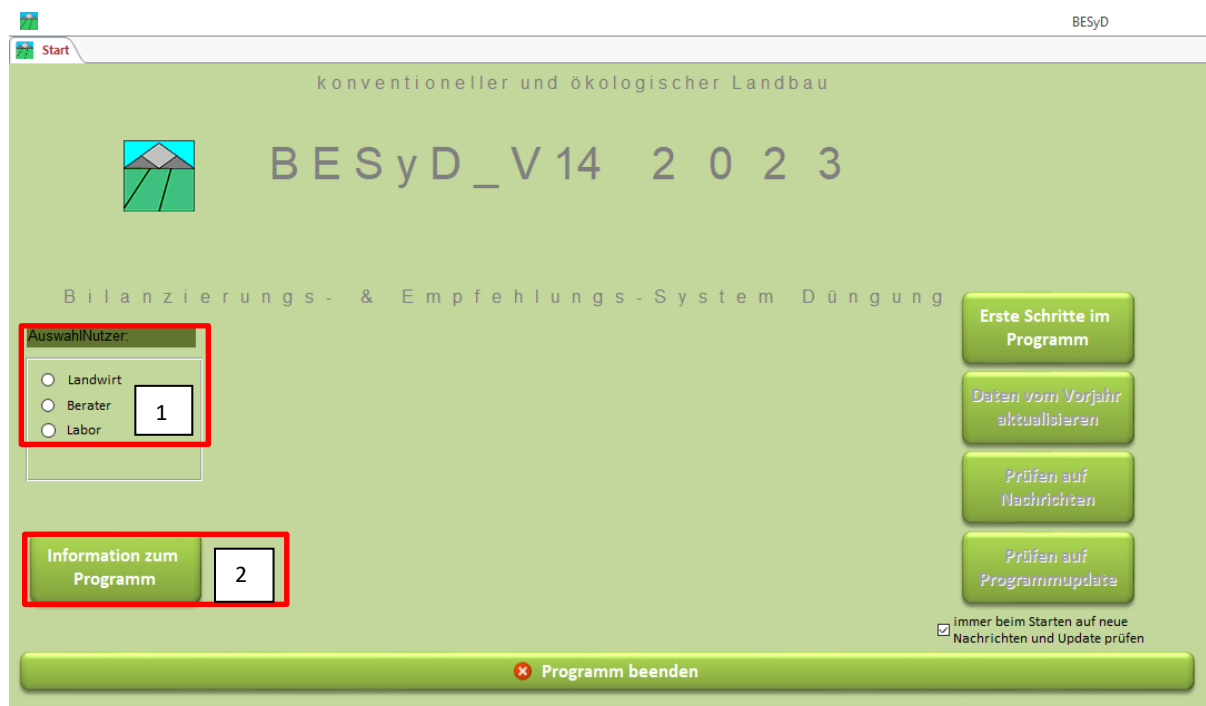 BESyD
Start
konventioneller und ökologischer Landbau
BESyD_V14 2023
Bilanzierungs- & Empfehlungs-System Düngung
AuswahlNutzer:
Landwirt
Berater
Labor
1
Information zum
Programm
2
Erste Schritte im
Programm
Daten vom Vorjahr
aktualisieren
Prüfen auf
Nachrichten
Prüfen auf
Programmupdate
immer beim Starten auf neue
Nachrichten und Update prüfen
Programm beenden